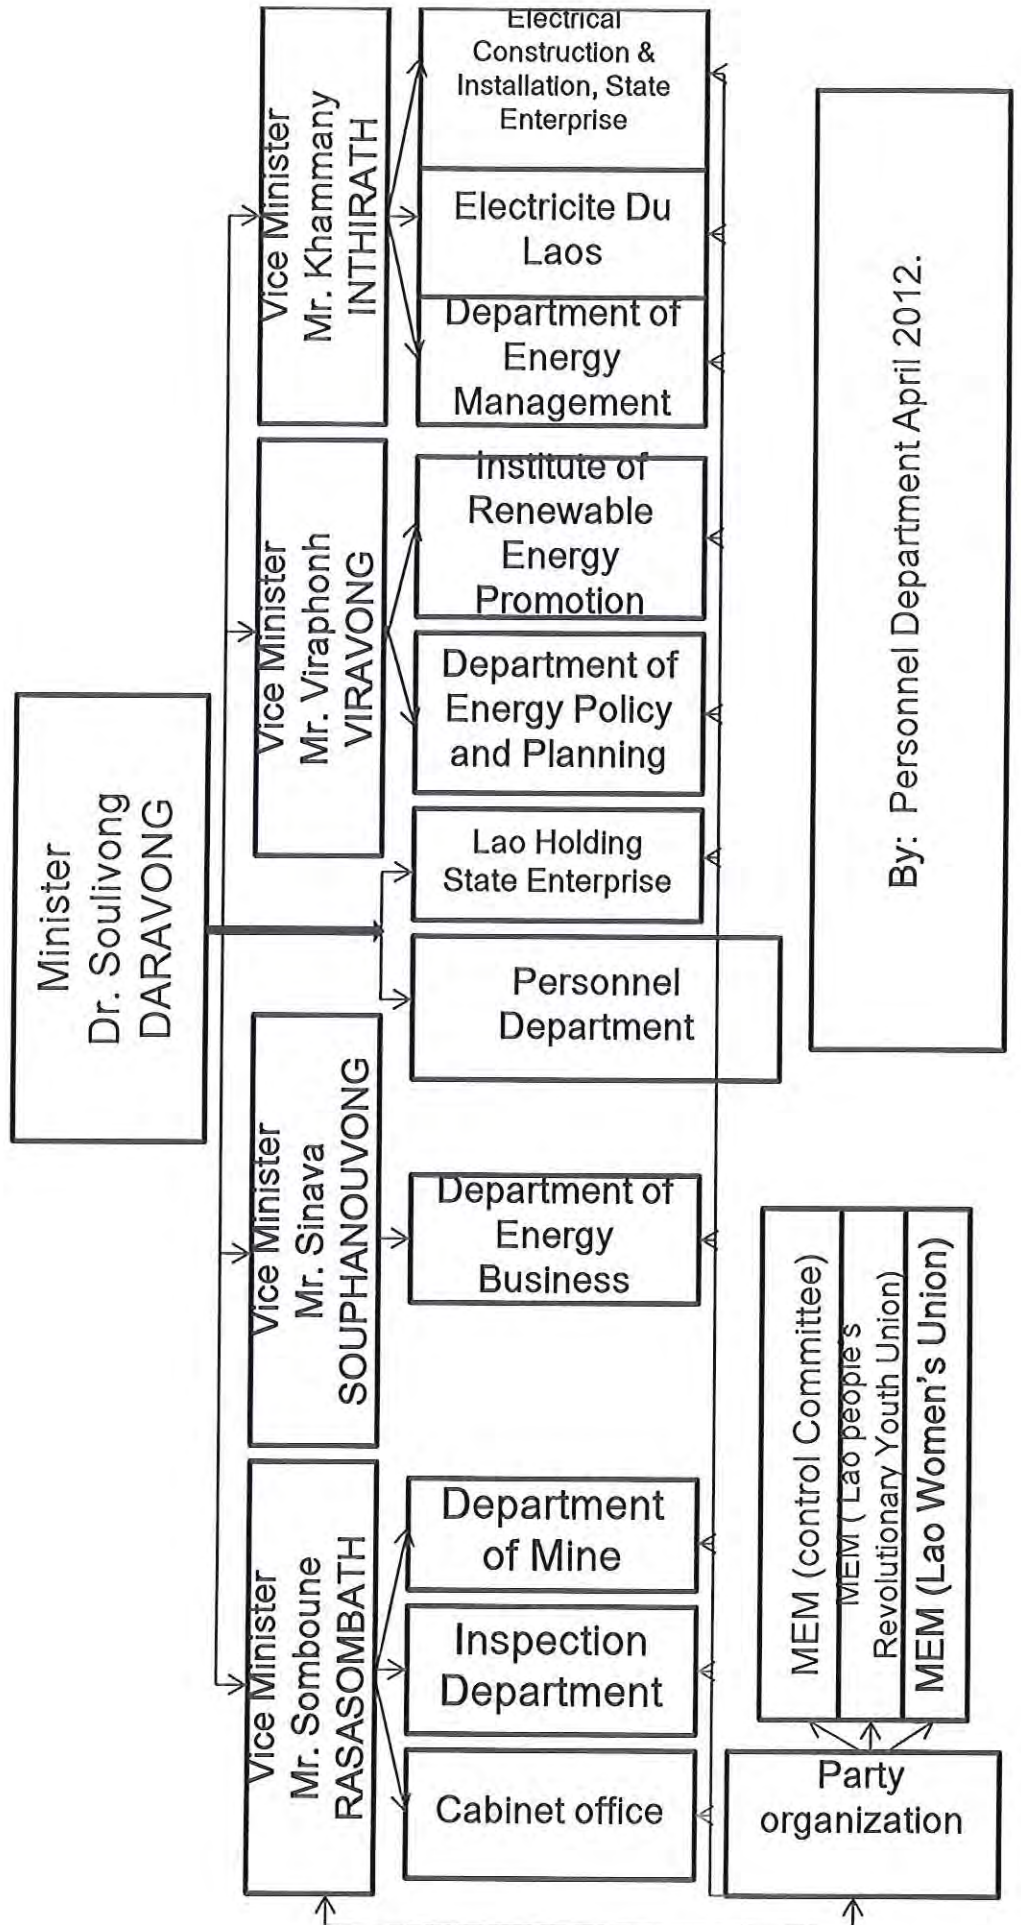 Minister
Dr. Soulivong
DARAVONG
Vice Minister
Mr. Somboune
RASASOMBATH
Vice Minister
Mr. Sinava
SOUPHANOUVONG
Vice Minister
Mr. Viraphonh
VIRAVONG
Vice Minister
Mr. Khammany
INTHIRATH
Electrical
Construction &
Installation, State
Enterprise
Electricite Du
Laos
Department of
Energy
Management
Institute of
Renewable
Energy
Promotion
Department of
Energy Policy
and Planning
Lao Holding
State Enterprise
Personnel
Department
Department of
Energy
Business
Department
of Mine
Inspection
Department
Cabinet office
Party
organization
MEM (control Committee)
MEM ( Lao people's
Revolutionary Youth Union)
MEM (Lao Women's Union)
By: Personnel Department April 2012.